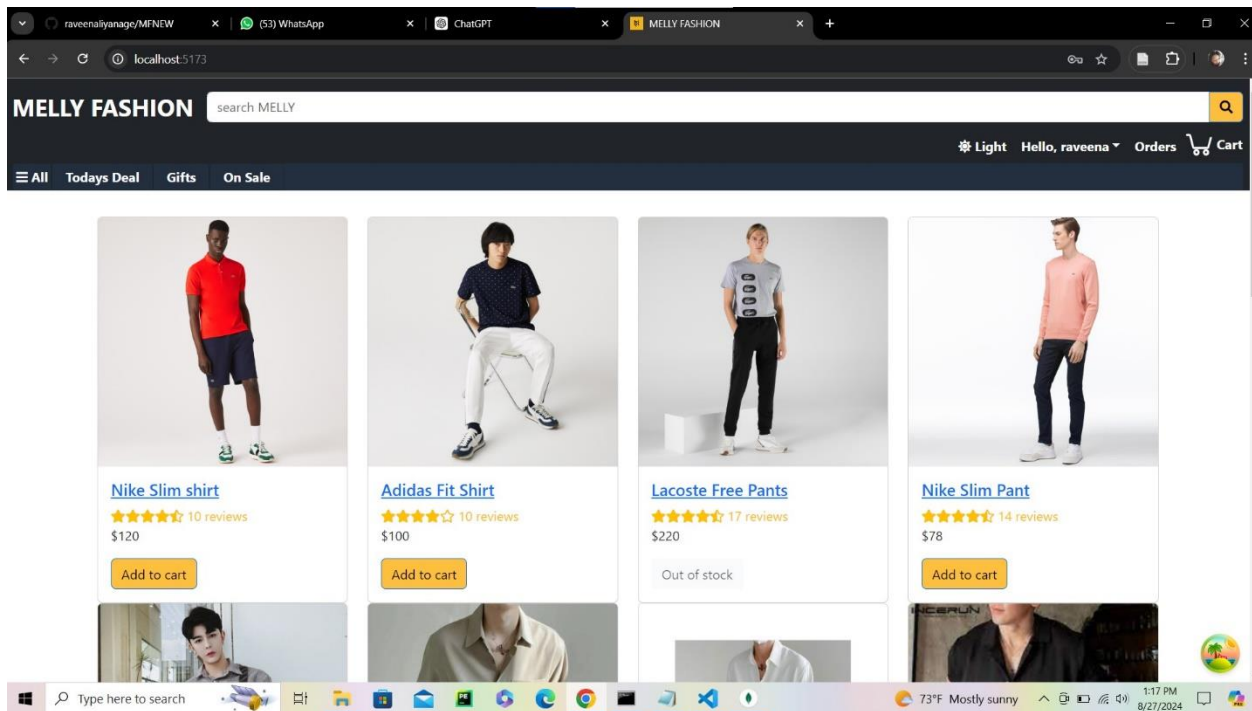 raveenaliyanage/MFNEW
(53) WhatsApp
ChatGPT
MELLY FASHION
localhost:5173
MELLY FASHION
search MELLY
Light Hello, raveena Orders Cart
All Todays Deal Gifts On Sale
Nike Slim shirt
10 reviews
$120
Add to cart
Adidas Fit Shirt
10 reviews
$100
Add to cart
Lacoste Free Pants
17 reviews
$220
Out of stock
Nike Slim Pant
14 reviews
$78
Add to cart
INCERUN
Type here to search
73°F Mostly sunny
1:17 PM
8/27/2024